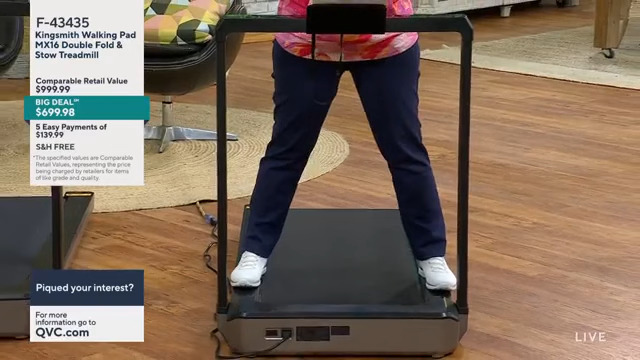 F-43435
Kingsmith Walking Pad
MX16 Double Fold &
Stow Treadmill
Comparable Retail Value
$999.99
BIG DEAL℠
$699.98
5 Easy Payments of
$139.99
S&H FREE
*The specified values are Comparable
Retail Values, representing the price
being charged by retailers for items
of like grade and quality.
Piqued your interest?
For more
information go to
QVC.com
LIVE